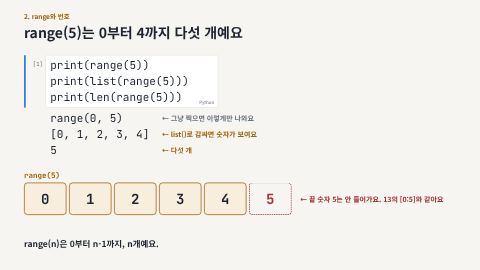 2. range와 번호
range(5)는 0부터 4까지 다섯 개예요
[1]
print(range(5))
print(list(range(5)))
print(len(range(5)))
Python
range(0, 5) ← 그냥 찍으면 이렇게만 나와요
[0, 1, 2, 3, 4] ← list()로 감싸면 숫자가 보여요
5 ← 다섯 개
range(5)
0 1 2 3 4 5 ← 끝 숫자 5는 안 들어가요. 13의 [0:5]와 같아요
range(n)은 0부터 n-1까지, n개예요.